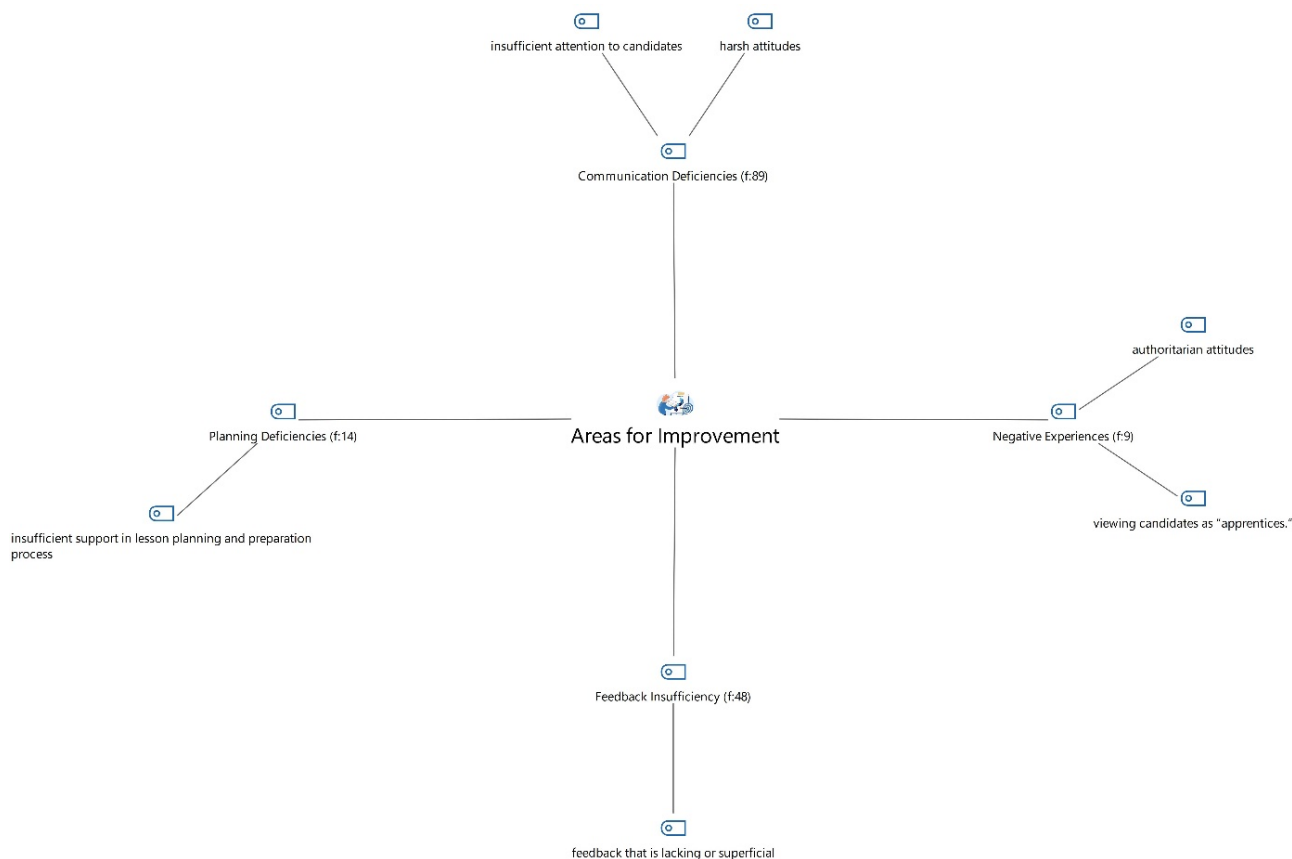 insufficient attention to candidates
harsh attitudes
Communication Deficiencies (f:89)
authoritarian attitudes
Planning Deficiencies (f:14)
Areas for Improvement
Negative Experiences (f:9)
viewing candidates as “apprentices.“
insufficient support in lesson planning and preparation
process
Feedback Insufficiency (f:48)
feedback that is lacking or superficial